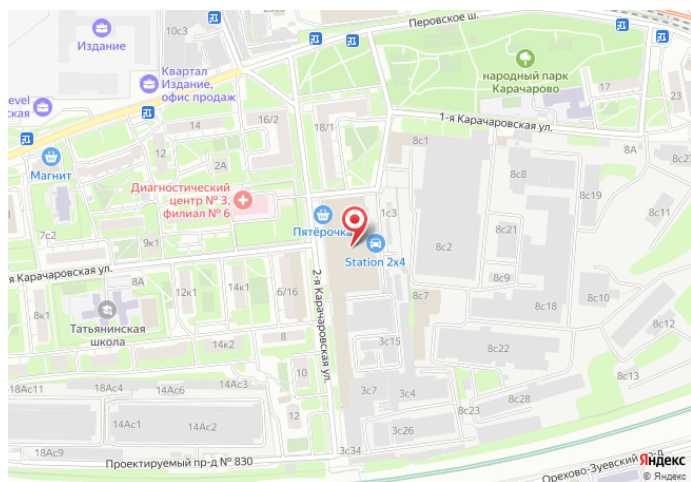 10с3
Перовское ш.
Издание
Квартал
Издание,
офис продаж
level
ская
народный парк
Карачарово
17
14
16/2
18/1
1-я Карачаровская ул.
12
Магнит
2А
8с1
8А
8с27
Диагностический
центр № 3,
филиал № 6
8с8
8с19
Пятёрочка
1с3
8с11
7с2
9к1
8с21
8с2
Station 2x4
-я Карачаровская ул.
8А
8с9
12к1
14к1
6/16
8с7
8с10
8с18
Татьянинская
школа
2-я Карачаровская ул.
8с12
8
14к2
3с15
8с22
10
8с13
18Ас11
18Ас4
14Ас6
14Ас3
3с7
3с4
8с23
12
14Ас1
14Ас2
3с26
18Ас9
3с34
Проектируемый пр-д № 830
Яндекс
Орехово-Зуевский пр-д
© Яндекс